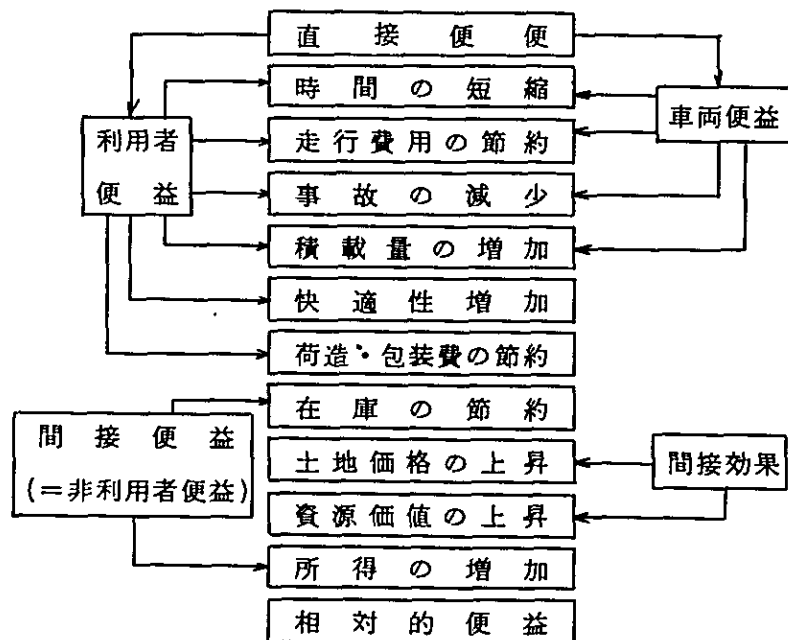 直接便便
時間の短縮
車両便益
利用者
便益
走行費用の節約
事故の減少
積載量の増加
快適性増加
荷造・包装費の節約
在庫の節約
間接便益
(=非利用者便益)
土地価格の上昇
間接効果
資源価値の上昇
所得の増加
相対的便益